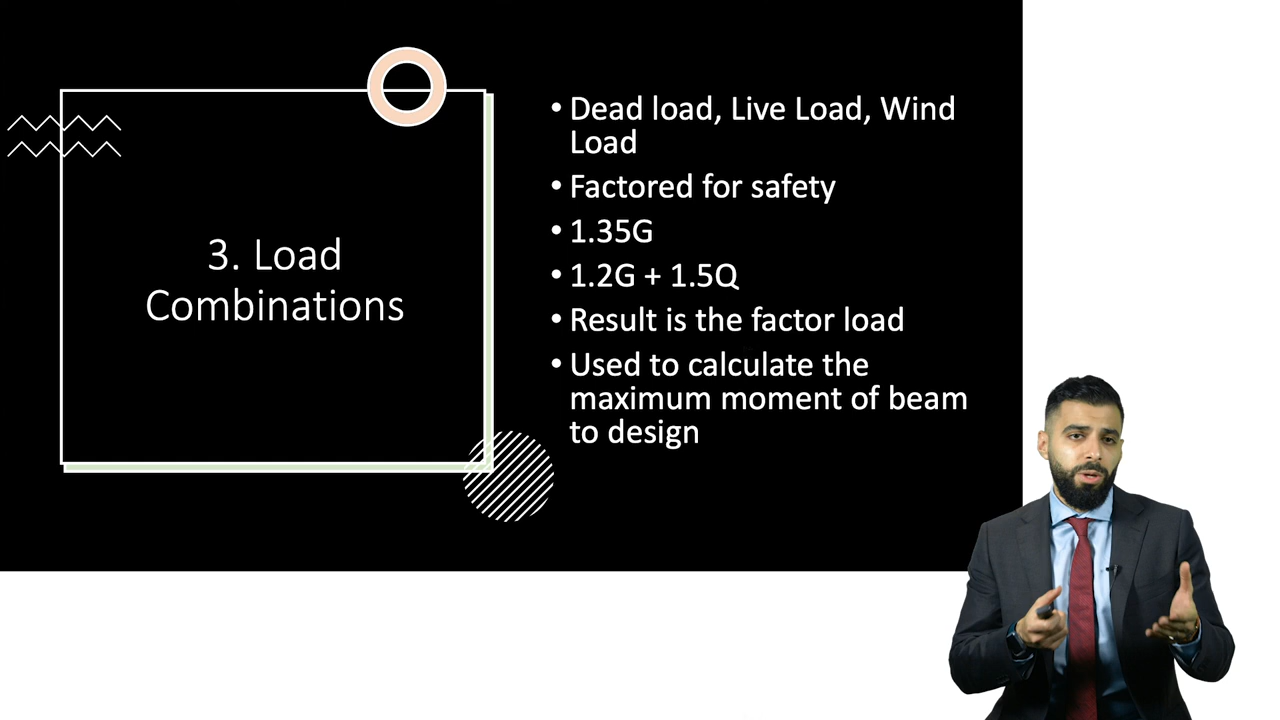 3. Load
Combinations
• Dead load, Live Load, Wind
Load
• Factored for safety
• 1.35G
• 1.2G + 1.5Q
• Result is the factor load
• Used to calculate the
maximum moment of beam
to design